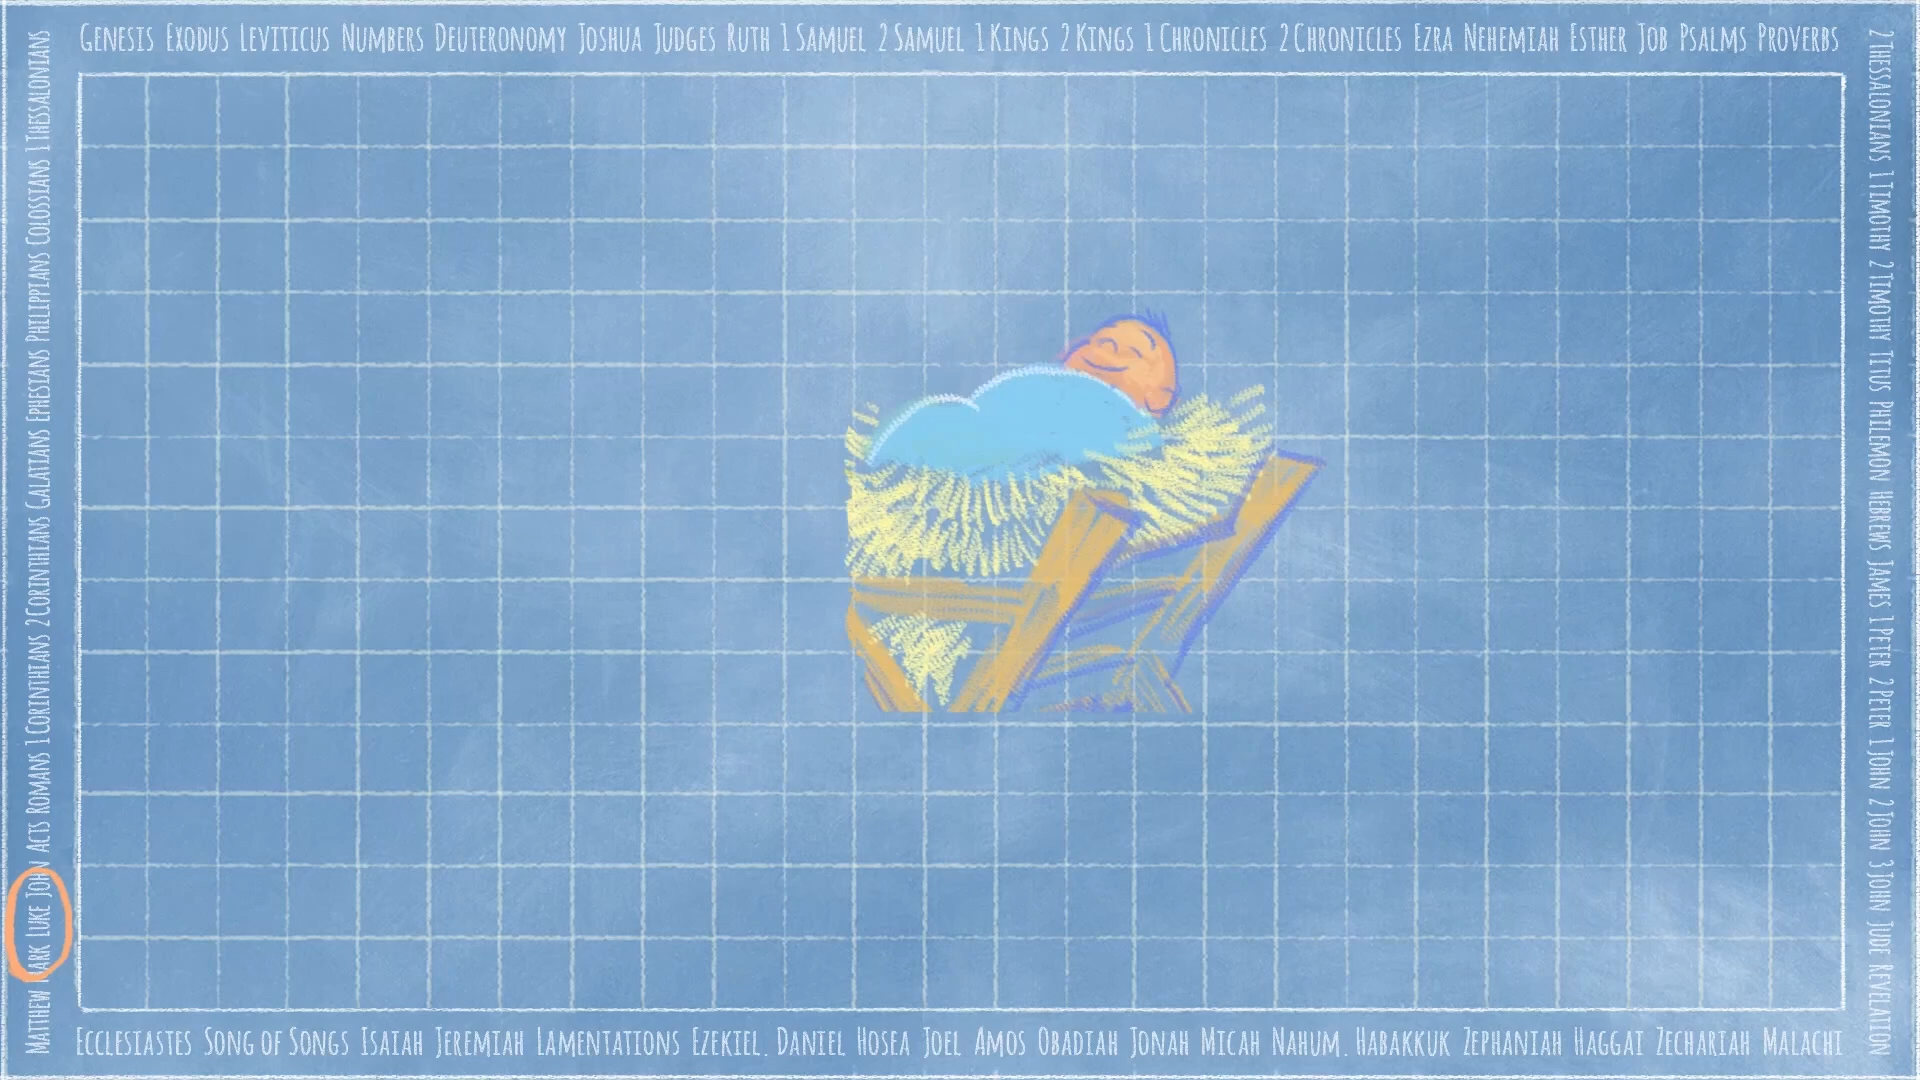 Genesis Exodus Leviticus Numbers Deuteronomy Joshua Judges Ruth 1 Samuel 2 Samuel 1 Kings 2 Kings 1 Chronicles 2 Chronicles Ezra Nehemiah Esther Job Psalms Proverbs
Ecclesiastes Song of Songs Isaiah Jeremiah Lamentations Ezekiel. Daniel Hosea Joel Amos Obadiah Jonah Micah Nahum. Habakkuk Zephaniah Haggai Zechariah Malachi
Matthew Mark Luke John Acts Romans 1 Corinthians 2 Corinthians Galatians Ephesians Philippians Colossians 1 Thessalonians
2 Thessalonians 1 Timothy 2 Timothy Titus Philemon Hebrews James 1 Peter 2 Peter 1 John 2 John 3 John Jude Revelation